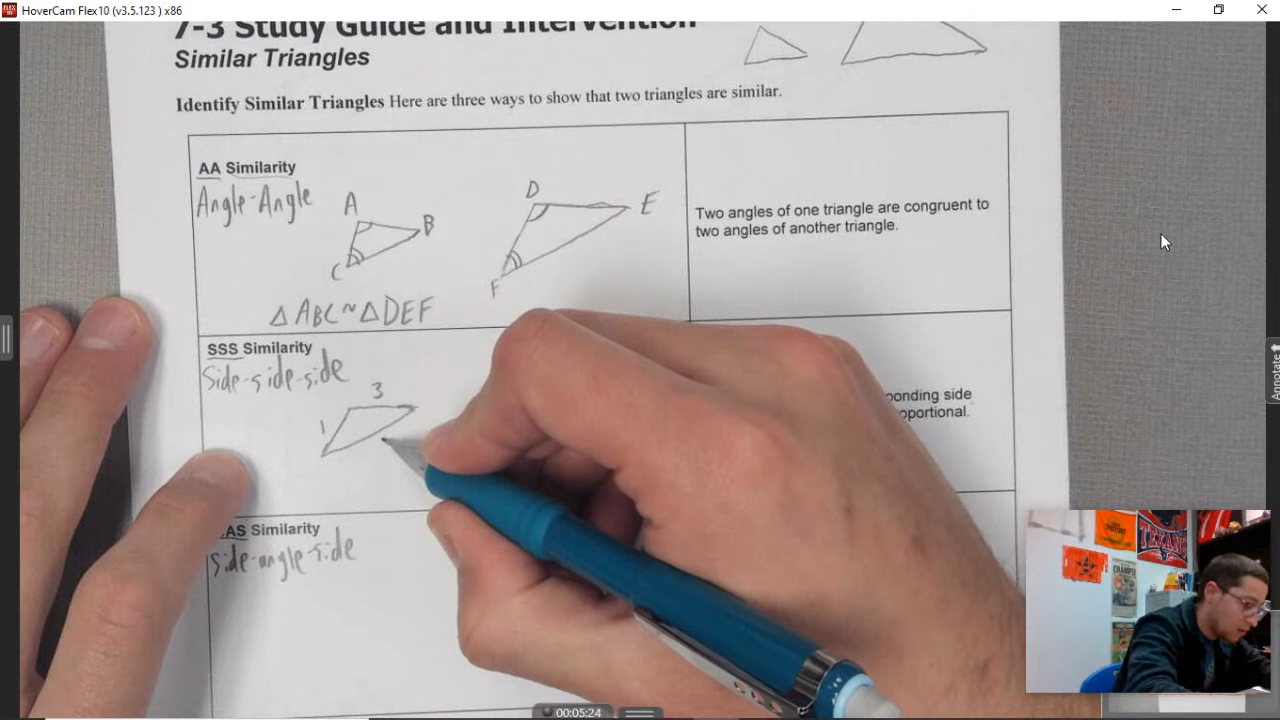 HoverCam Flex10 (v3.5.123 ) x86
7-3 Study Guide and Intervention
Similar Triangles
Identify Similar Triangles Here are three ways to show that two triangles are similar.
AA Similarity
Angle-Angle
A
B
C
D
E
F
△ ABC ~ △ DEF
Two angles of one triangle are congruent to
two angles of another triangle.
SSS Similarity
Side-side-side
3
1
ponding side
oportional.
AS Similarity
side-angle-side
TEXANS
Annotate
00:05:24